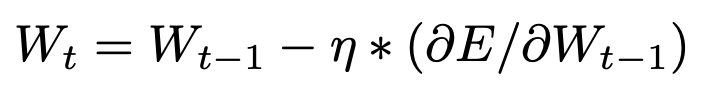 W_t = W_{t-1} − η ∗ (∂E/∂W_{t-1})